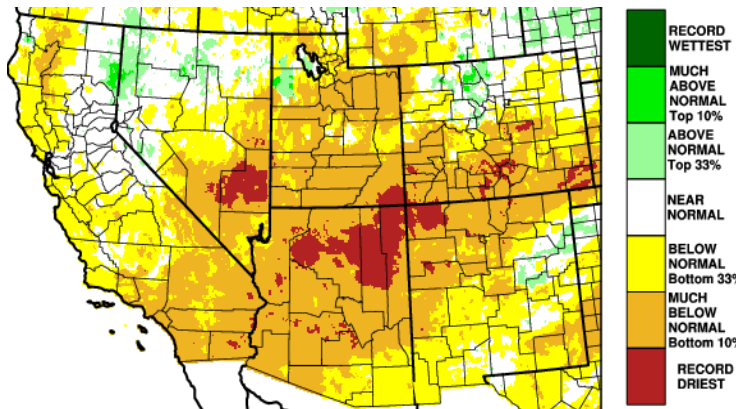 RECORD
WETTEST
MUCH
ABOVE
NORMAL
Top 10%
ABOVE
NORMAL
Top 33%
NEAR
NORMAL
BELOW
NORMAL
Bottom 33%
MUCH
BELOW
NORMAL
Bottom 10%
RECORD
DRIEST